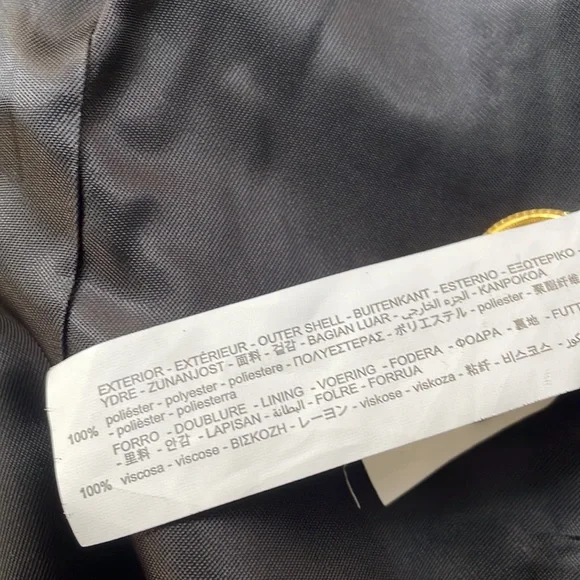 EXTERIOR - EXTÉRIEUR - OUTER SHELL - BUITENKANT - ESTERNO - ΕΞΩΤΕΡΙΚΟ -
YDRE - ZUNANJOST - 面料 - 겉감 - BAGIAN LUAR - الجزء الخارجي - KANPOKOA
100% poliéster - polyester - poliestere - ΠΟΛΥΕΣΤΕΡΑΣ - ポリエステル - poliester - 聚酯纤维
- polièster - poliesterra
FORRO - DOUBLURE - LINING - VOERING - FODERA - ΦΟΔΡΑ - 裏地 - FUTT
- 里料 - 안감 - LAPISAN - البطانة - FOLRE - FORRUA
100% viscosa - viscose - ΒΙΣΚΟΖΗ - レーヨン - viskose - viskoza - 粘纤 - 비스코스 -